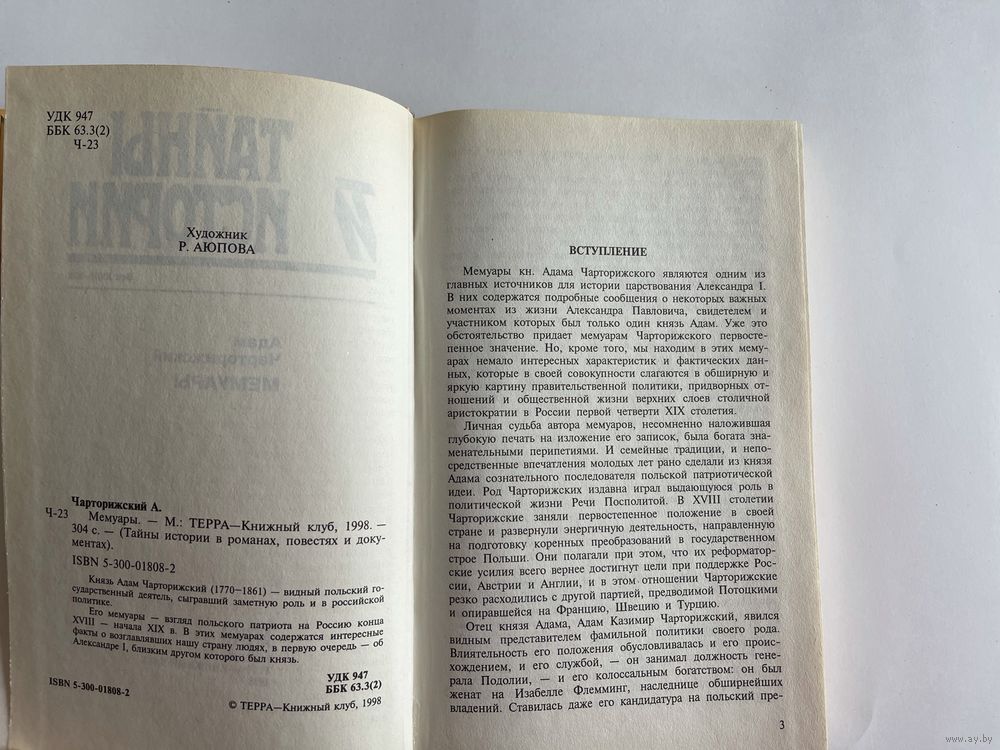 УДК 947
ББК 63.3(2)
Ч-23
Художник
Р. АЮПОВА
Чарторижский А.
Ч-23
Мемуары. — М.: ТЕРРА—Книжный клуб, 1998. —
304 с. — (Тайны истории в романах, повестях и доку-
ментах).
ISBN 5-300-01808-2
Князь Адам Чарторижский (1770—1861) — видный польский го-
сударственный деятель, сыгравший заметную роль и в российской
политике.
Его мемуары — взгляд польского патриота на Россию конца
XVIII — начала XIX в. В этих мемуарах содержатся интересные
факты о возглавлявших нашу страну людях, в первую очередь — об
Александре I, близким другом которого был князь.
УДК 947
ББК 63.3(2)
ISBN 5-300-01808-2
© ТЕРРА—Книжный клуб, 1998
ВСТУПЛЕНИЕ
Мемуары кн. Адама Чарторижского являются одним из
главных источников для истории царствования Александра I.
В них содержатся подробные сообщения о некоторых важных
моментах из жизни Александра Павловича, свидетелем и
участником которых был только один князь Адам. Уже это
обстоятельство придает мемуарам Чарторижского первосте-
пенное значение. Но, кроме того, мы находим в этих мему-
арах немало интересных характеристик и фактических дан-
ных, которые в своей совокупности слагаются в обширную и
яркую картину правительственной политики, придворных от-
ношений и общественной жизни верхних слоев столичной
аристократии в России первой четверти XIX столетия.
Личная судьба автора мемуаров, несомненно наложившая
глубокую печать на изложение его записок, была богата зна-
менательными перипетиями. И семейные традиции, и непо-
средственные впечатления молодых лет рано сделали из князя
Адама сознательного последователя польской патриотической
идеи. Род Чарторижских издавна играл выдающуюся роль в
политической жизни Речи Посполитой. В XVIII столетии
Чарторижские заняли первостепенное положение в своей
стране и развернули энергичную деятельность, направленную
на подготовку коренных преобразований в государственном
строе Польши. Они полагали при этом, что их реформатор-
ские усилия всего вернее достигнут цели при поддержке Рос-
сии, Австрии и Англии, и в этом отношении Чарторижские
резко расходились с другой партией, предводимой Потоцкими
и опиравшейся на Францию, Швецию и Турцию.
Отец князя Адама, Адам Казимир Чарторижский, явился
видным представителем фамильной политики своего рода.
Влиятельность его положения обусловливалась и его проис-
хождением, и его службой, — он занимал должность гене-
рала Подолии, — и его колоссальным богатством: он был
женат на Изабелле Флемминг, наследнице обширнейших
владений. Ставилась даже его кандидатура на польский пре-
3
www.ay.by